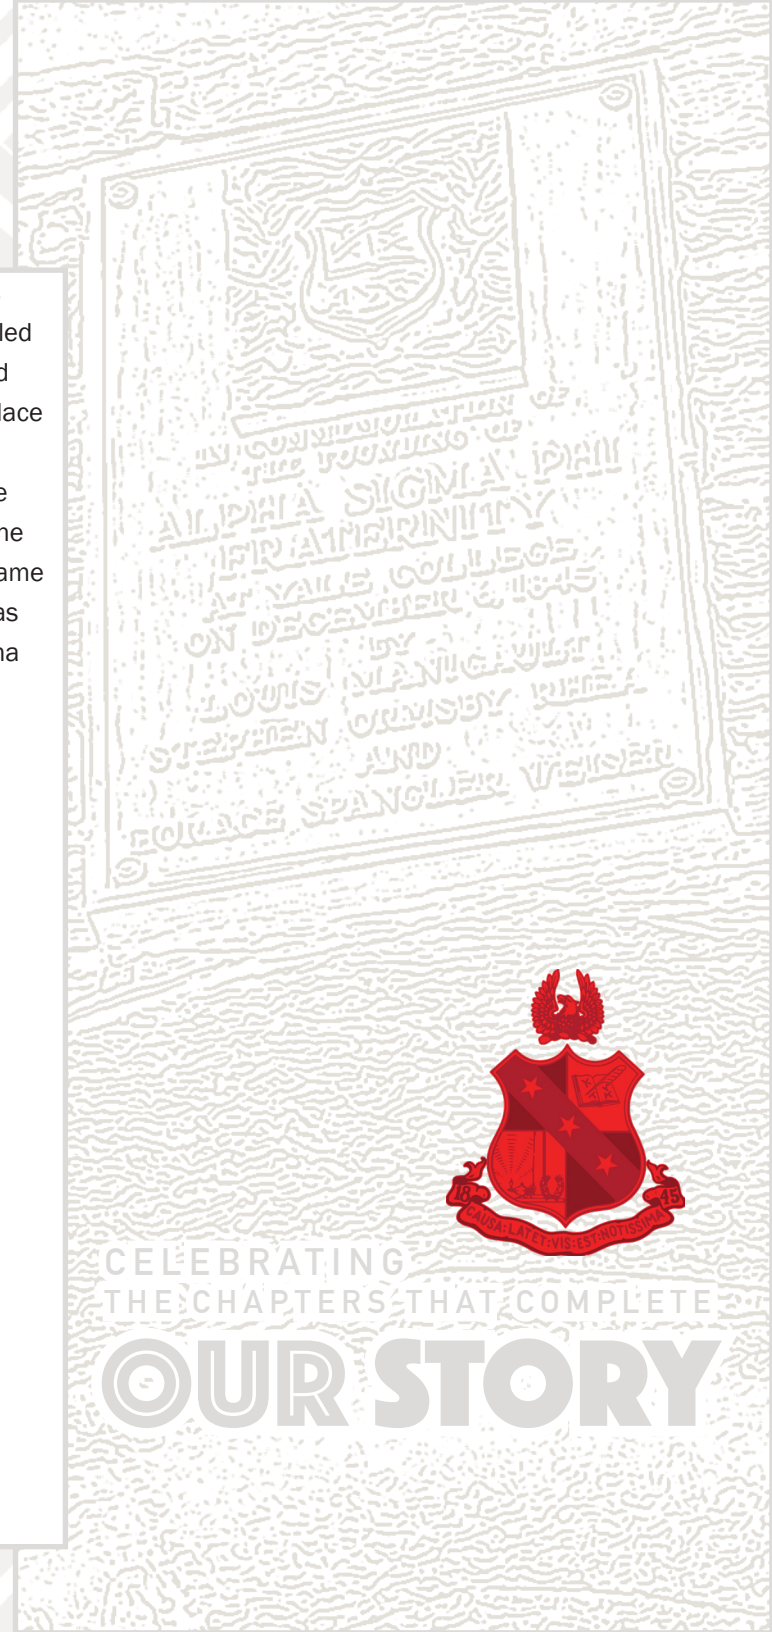 led
d
lace
e
ne
ame
as
na
IN COMMEMORATION OF
THE FOUNDING OF
ALPHA SIGMA PHI
FRATERNITY
AT YALE COLLEGE
ON DECEMBER 6, 1845
BY
LOUIS MANIGAULT
STEPHEN ORMSBY RHEA
AND
HORACE SPANGLER WEISER
18 45
CAUSA:LATET:VIS:EST:NOTISSIMA
CELEBRATING
THE CHAPTERS THAT COMPLETE
OUR STORY